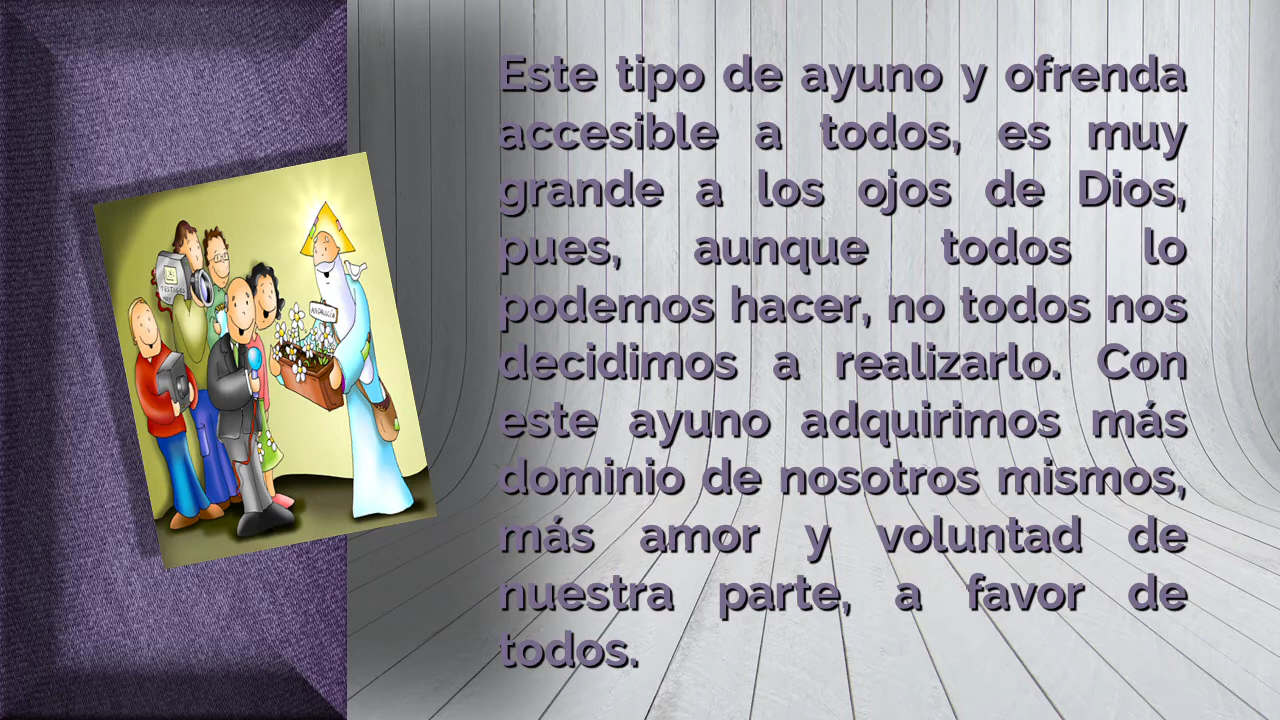 Este tipo de ayuno y ofrenda
accesible a todos, es muy
grande a los ojos de Dios,
pues, aunque todos lo
podemos hacer, no todos nos
decidimos a realizarlo. Con
este ayuno adquirimos más
dominio de nosotros mismos,
más amor y voluntad de
nuestra parte, a favor de
todos.
ANDALUCÍA